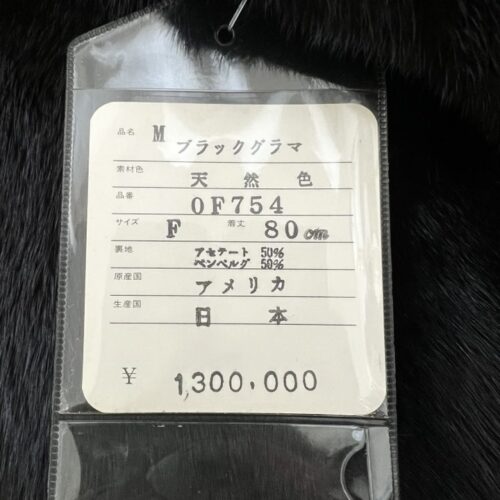 品名 M ブラックグラマ
素材色 天然色
品番 OF754
サイズ F 着丈 80cm
裏地 アセテート 50%
ベンベルグ 50%
原産国 アメリカ
生産国 日本
¥ 1,300,000